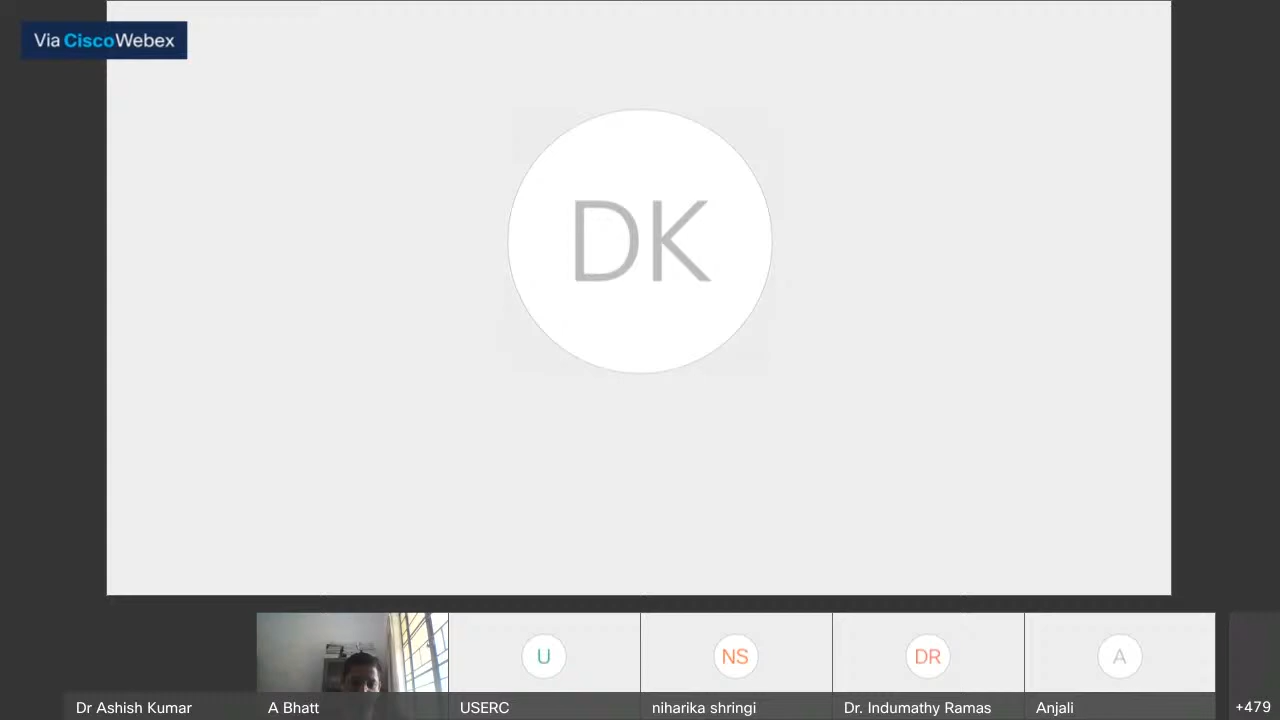 Via CiscoWebex
DK
U
NS
DR
A
Dr Ashish Kumar
A Bhatt
USERC
niharika shringi
Dr. Indumathy Ramas
Anjali
+479